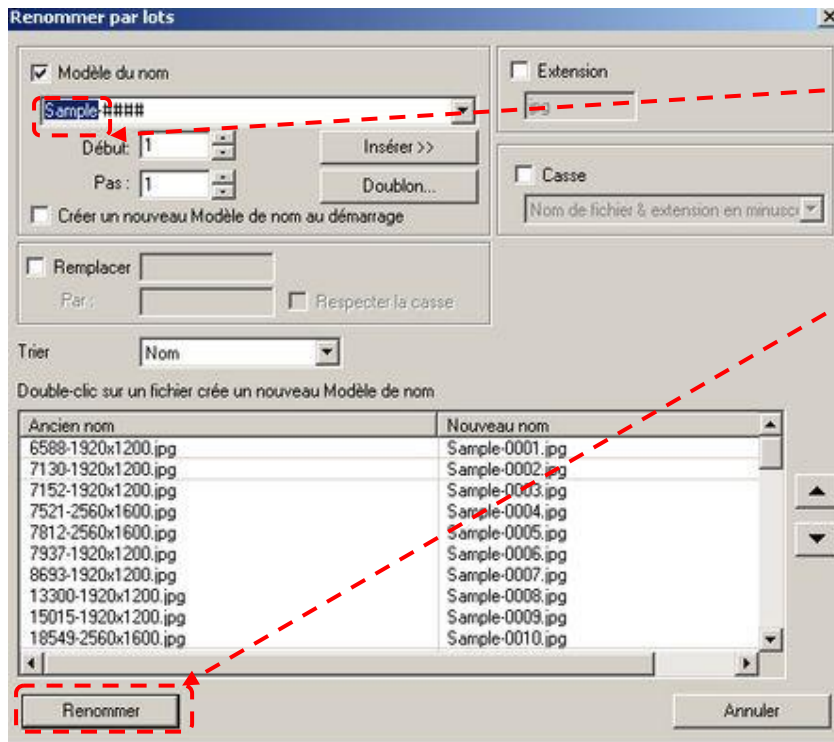 Renommer par lots
Modèle du nom
Sample-####
Début: 1
Insérer >>
Pas : 1
Doublon...
Créer un nouveau Modèle de nom au démarrage
Extension
jpg
Casse
Nom de fichier & extension en minusc
Remplacer
Par :
Respecter la casse
Trier Nom
Double-clic sur un fichier crée un nouveau Modèle de nom
Ancien nom Nouveau nom
6588-1920x1200.jpg Sample-0001.jpg
7130-1920x1200.jpg Sample-0002.jpg
7152-1920x1200.jpg Sample-0003.jpg
7521-2560x1600.jpg Sample-0004.jpg
7812-2560x1600.jpg Sample-0005.jpg
7937-1920x1200.jpg Sample-0006.jpg
8693-1920x1200.jpg Sample-0007.jpg
13300-1920x1200.jpg Sample-0008.jpg
15015-1920x1200.jpg Sample-0009.jpg
18549-2560x1600.jpg Sample-0010.jpg
Renommer Annuler